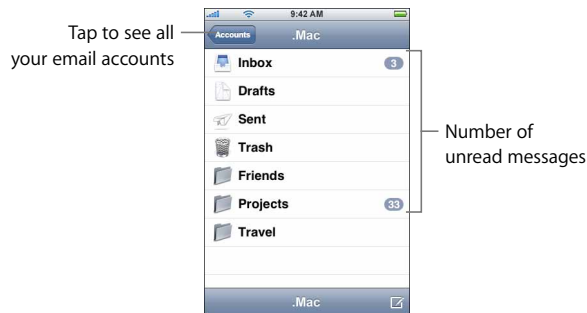 Tap to see all
your email accounts
9:42 AM
Accounts
.Mac
Inbox 3
Drafts
Sent
Trash
Friends
Projects 33
Travel
.Mac
Number of
unread messages